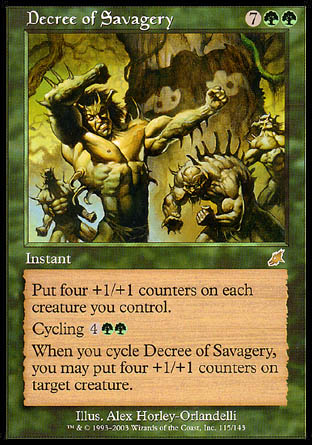 Decree of Savagery 7
Instant
Put four +1/+1 counters on each
creature you control.
Cycling 4
When you cycle Decree of Savagery,
you may put four +1/+1 counters on
target creature.
Illus. Alex Horley-Orlandelli
™ & © 1993–2003 Wizards of the Coast, Inc. 115/143